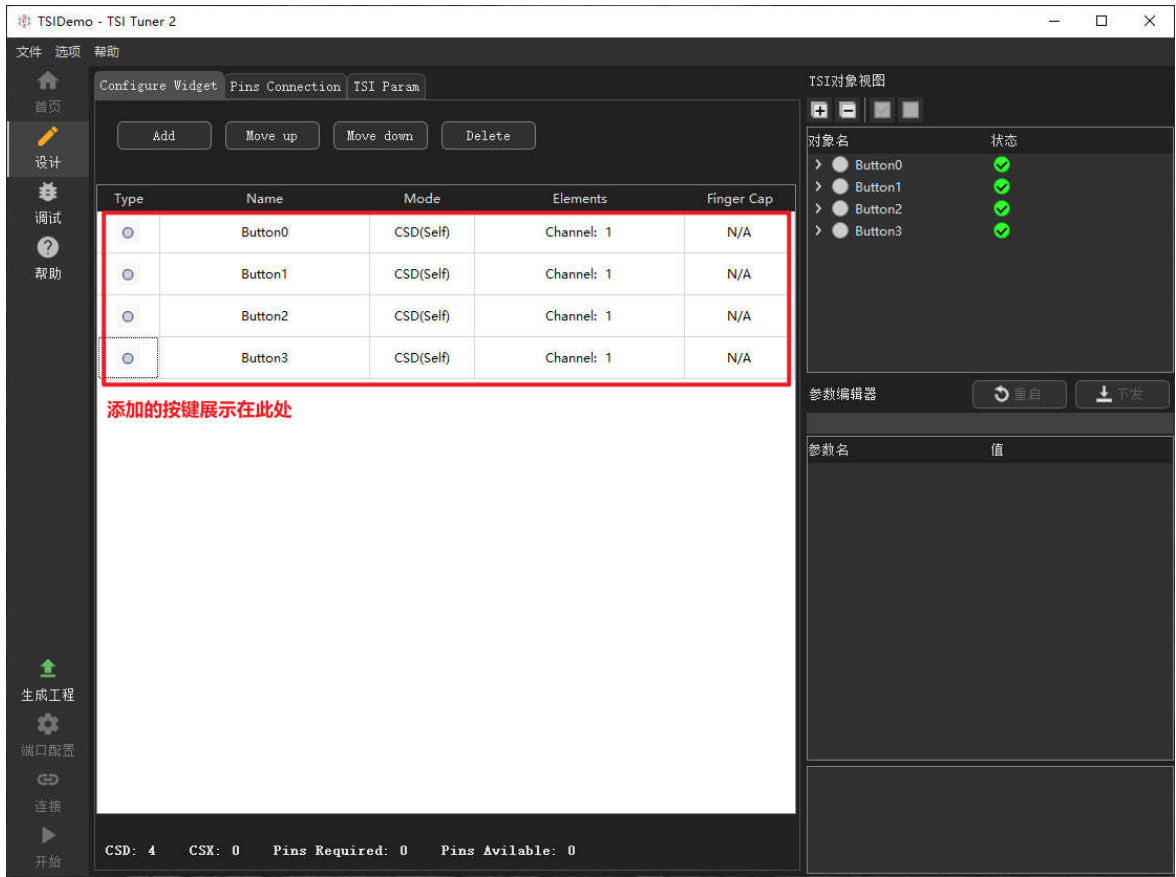 TSIDemo - TSI Tuner 2
文件 选项 帮助
首页
设计
调试
帮助
生成工程
端口配置
连接
开始
Configure Widget Pins Connection TSI Param
Add Move up Move down Delete
Type Name Mode Elements Finger Cap
Button0 CSD(Self) Channel: 1 N/A
Button1 CSD(Self) Channel: 1 N/A
Button2 CSD(Self) Channel: 1 N/A
Button3 CSD(Self) Channel: 1 N/A
添加的按键展示在此处
CSD: 4 CSX: 0 Pins Required: 0 Pins Avilable: 0
TSI对象视图
对象名 状态
Button0
Button1
Button2
Button3
参数编辑器 重启 下发
参数名 值